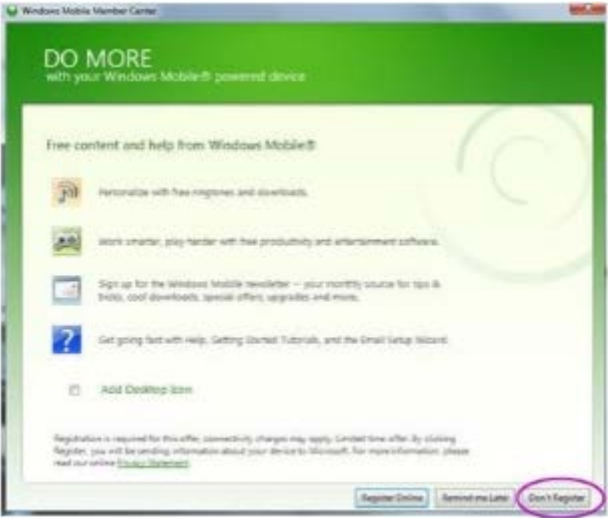 Windows Mobile Member Center
DO MORE
with your Windows Mobile® powered device
Free content and help from Windows Mobile®
Personalize with free ringtones and downloads.
Work smarter, play harder with free productivity and entertainment software.
Sign up for the Windows Mobile newsletter – your monthly source for tips &
tricks, cool downloads, special offers, upgrades and more.
Get going fast with Help, Getting Started Tutorials, and the Email Setup Wizard.
Add Desktop Icon
Registration is required for this offer, connectivity charges may apply. Limited time offer. By clicking
Register, you will be sending information about your device to Microsoft. For more information, please
read our online Privacy Statement.
Register Online
Remind me Later
Don't Register